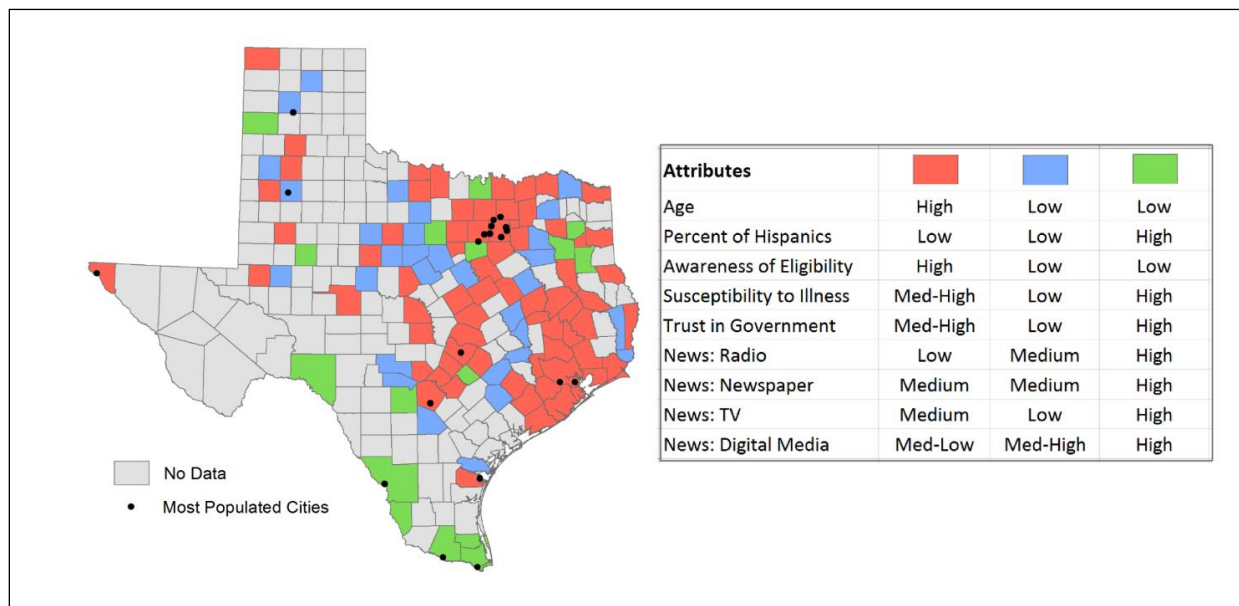 Attributes
Age High Low Low
Percent of Hispanics Low Low High
Awareness of Eligibility High Low Low
Susceptibility to Illness Med-High Low High
Trust in Government Med-High Low High
News: Radio Low Medium High
News: Newspaper Medium Medium High
News: TV Medium Low High
News: Digital Media Med-Low Med-High High
No Data
Most Populated Cities